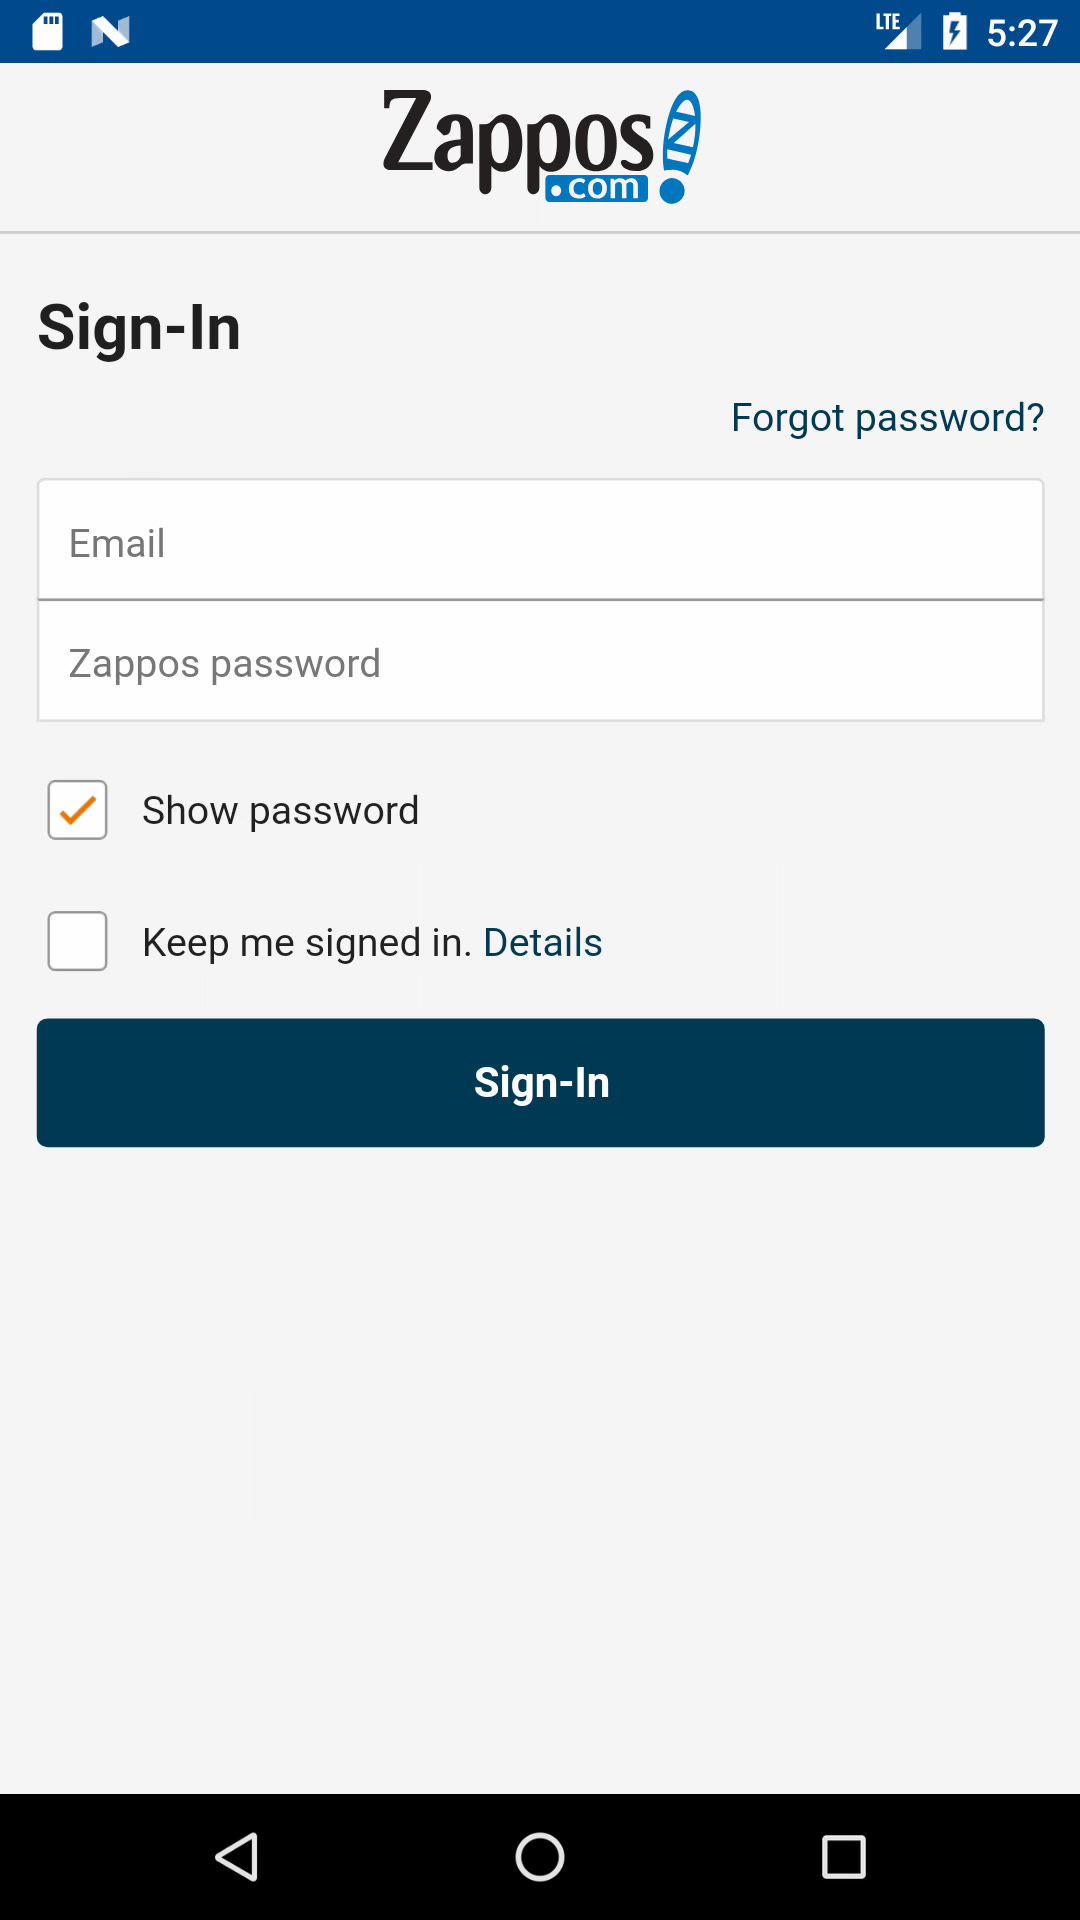 LTE 5:27
Zappos
.com
Sign-In
Forgot password?
Email
Zappos password
Show password
Keep me signed in. Details
Sign-In